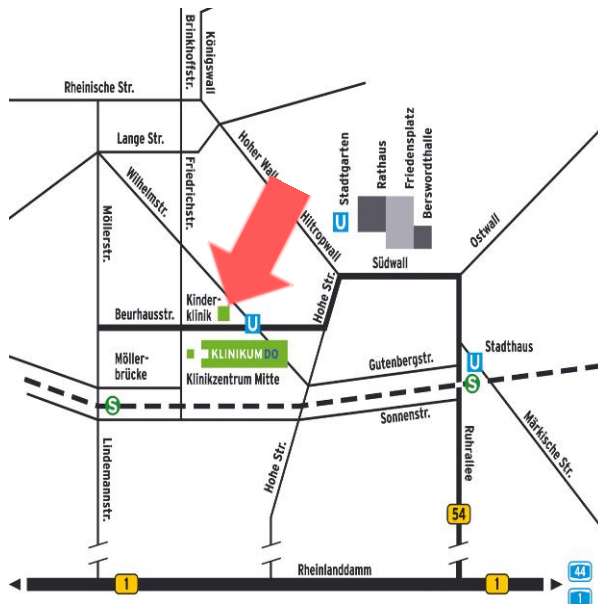 Brinkhoffstr.
Königswall
Rheinische Str.
Lange Str.
Hoher Wall
Wilhelmstr.
Friedrichstr.
Möllerstr.
Hiltropwall
U
Stadtgarten
Rathaus
Friedensplatz
Berswordthalle
Ostwall
Südwall
Hohe Str.
Kinder-
klinik
Beurhausstr.
U
KLINIKUMDO
Klinikzentrum Mitte
Möller-
brücke
Gutenbergstr.
U
Stadthaus
S
S
Sonnenstr.
Märkische Str.
Ruhrallee
Lindemannstr.
Hohe Str.
54
Rheinlanddamm
1
1
44
1